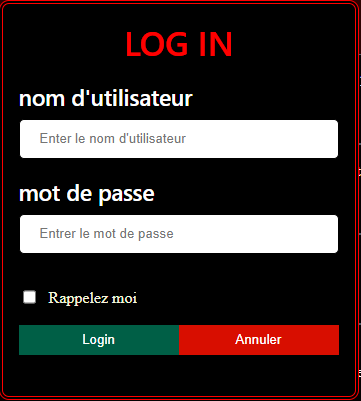 LOG IN
nom d'utilisateur
Enter le nom d'utilisateur
mot de passe
Entrer le mot de passe
Rappelez moi
Login
Annuler